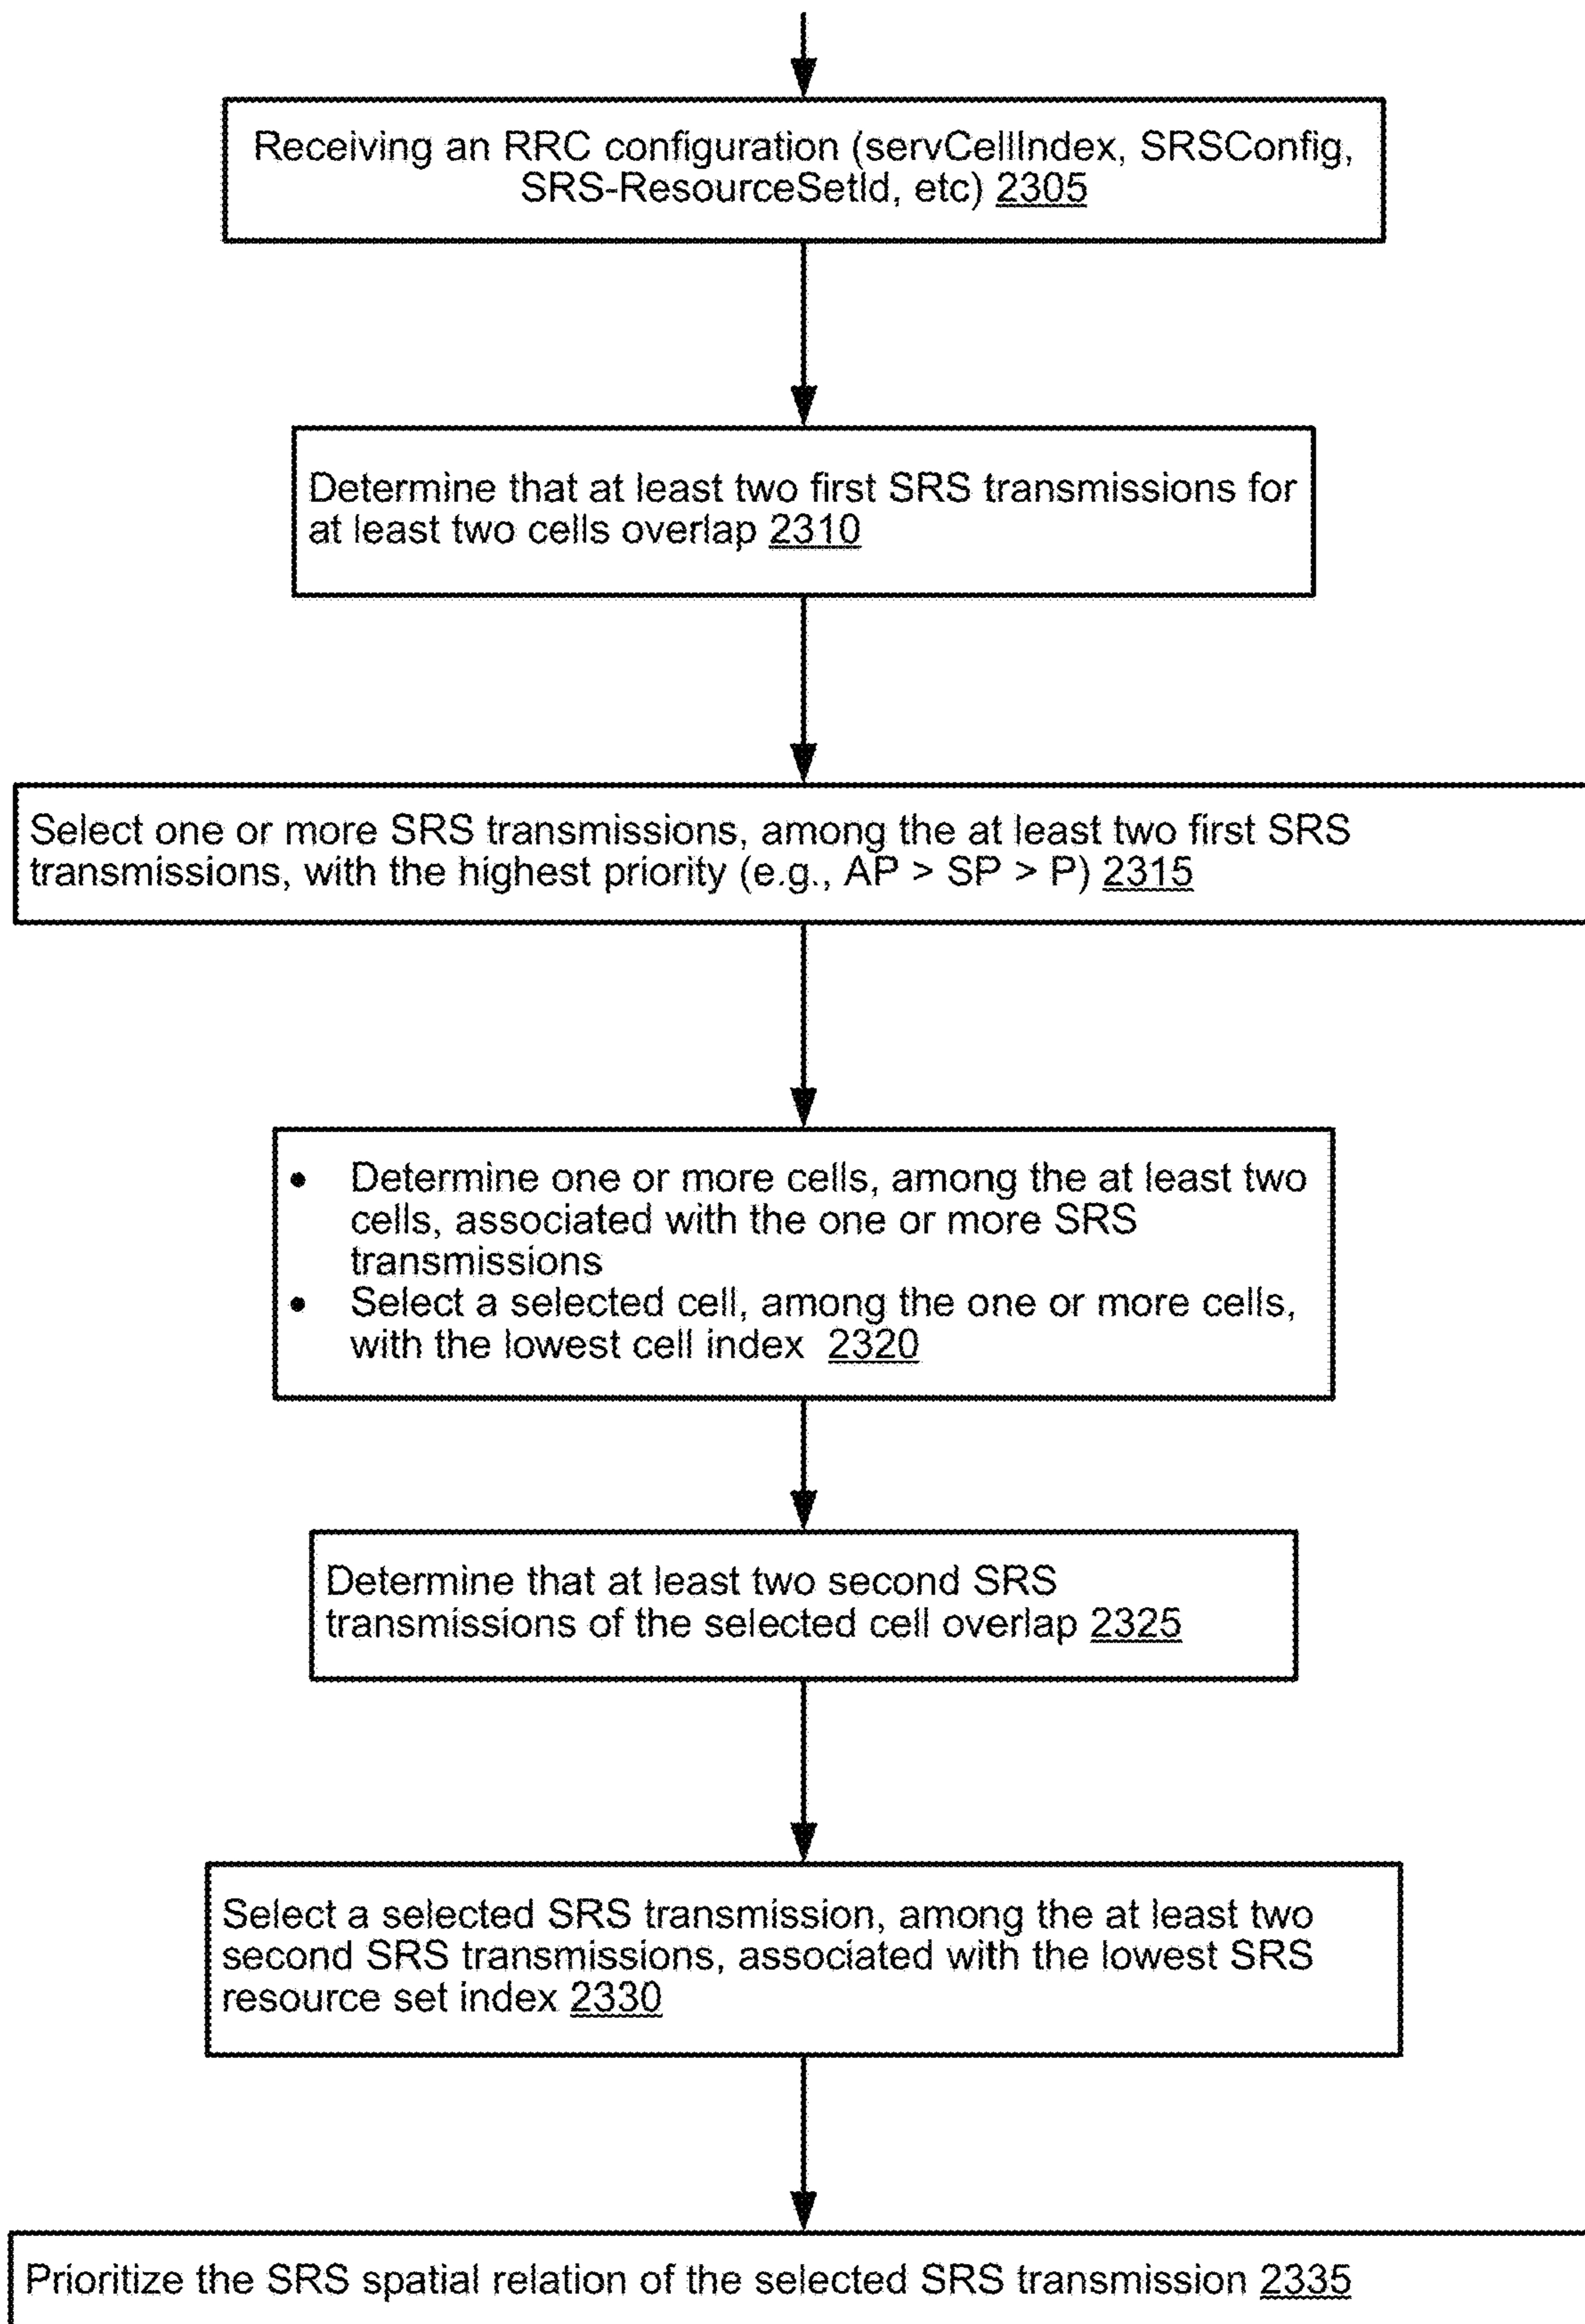 Receiving an RRC configuration (servCellIndex, SRSConfig,
SRS-ResourceSetId, etc) 2305
Determine that at least two first SRS transmissions for
at least two cells overlap 2310
Select one or more SRS transmissions, among the at least two first SRS
transmissions, with the highest priority (e.g., AP > SP > P) 2315
• Determine one or more cells, among the at least two
cells, associated with the one or more SRS
transmissions
• Select a selected cell, among the one or more cells,
with the lowest cell index 2320
Determine that at least two second SRS
transmissions of the selected cell overlap 2325
Select a selected SRS transmission, among the at least two
second SRS transmissions, associated with the lowest SRS
resource set index 2330
Prioritize the SRS spatial relation of the selected SRS transmission 2335